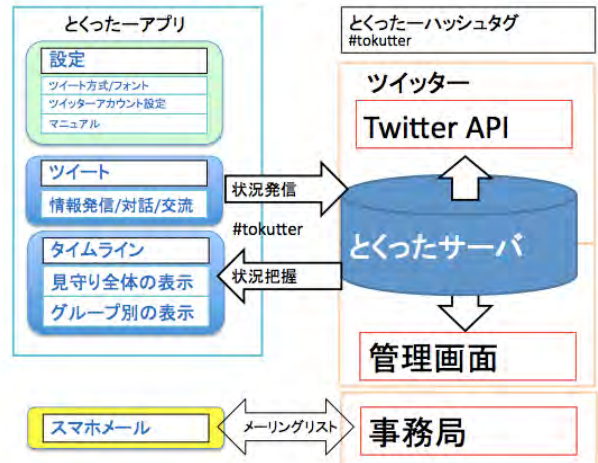 とくったーアプリ
設定
ツイート方式/フォント
ツイッターアカウント設定
マニュアル
ツイート
情報発信/対話/交流
タイムライン
見守り全体の表示
グループ別の表示
スマホメール
状況発信
#tokutter
状況把握
メーリングリスト
とくったーハッシュタグ
#tokutter
ツイッター
Twitter API
とくったサーバ
管理画面
事務局